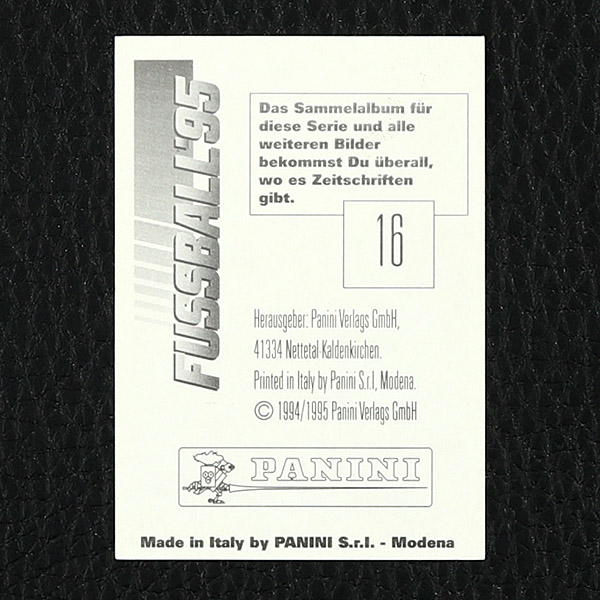 FUSSBALL'95
Das Sammelalbum für
diese Serie und alle
weiteren Bilder
bekommst Du überall,
wo es Zeitschriften
gibt.
16
Herausgeber: Panini Verlags GmbH,
41334 Nettetal-Kaldenkirchen.
Printed in Italy by Panini S.r.l, Modena.
© 1994/1995 Panini Verlags GmbH
PANINI
Made in Italy by PANINI S.r.l. - Modena